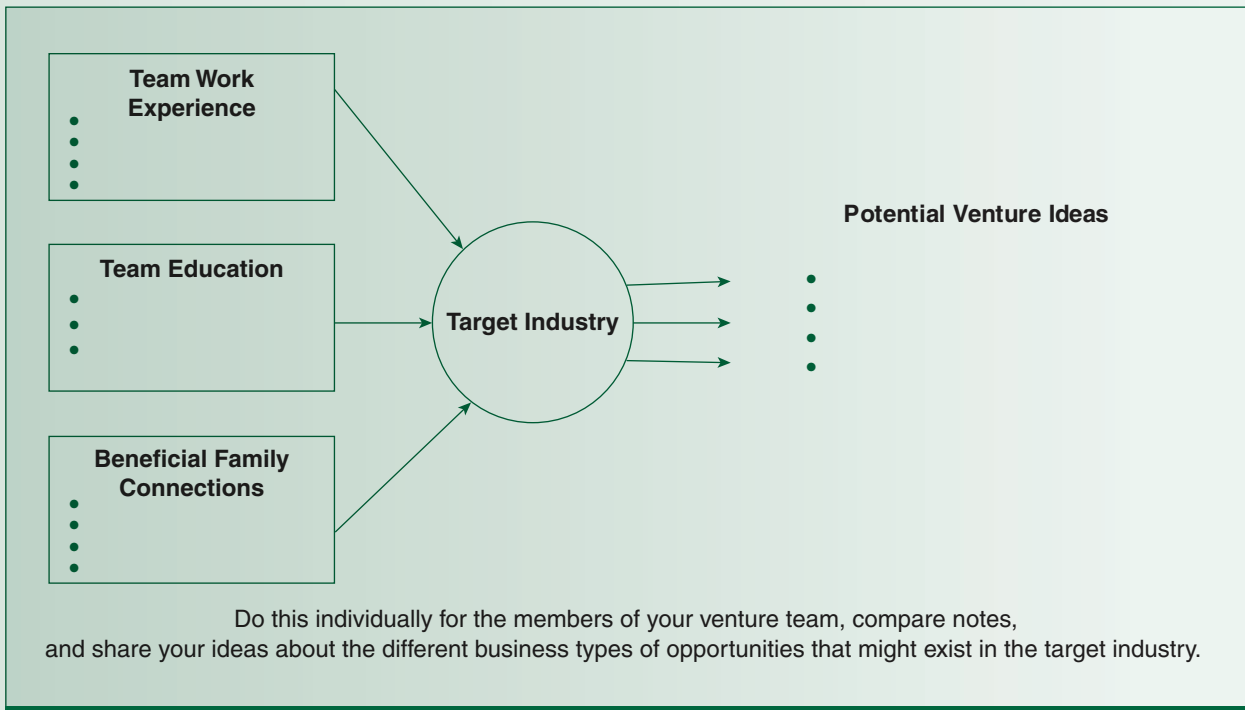 Team Work
Experience
•
•
•
•
Team Education
•
•
•
Beneficial Family
Connections
•
•
•
•
Target Industry
Potential Venture Ideas
•
•
•
•
Do this individually for the members of your venture team, compare notes,
and share your ideas about the different business types of opportunities that might exist in the target industry.